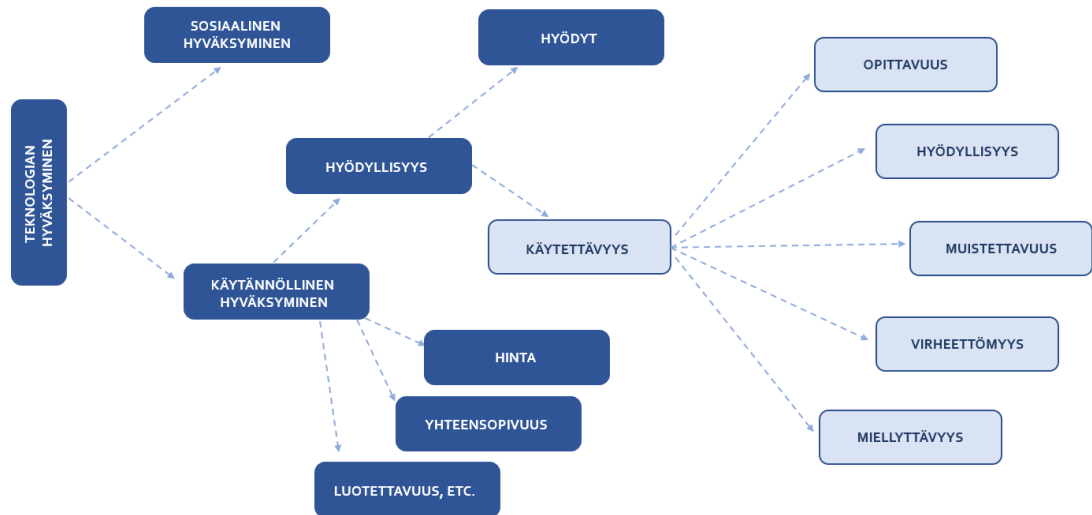 SOSIAALINEN
HYVÄKSYMINEN
HYÖDYT
OPITTAVUUS
TEKNOLOGIAN
HYVÄKSYMINEN
HYÖDYLLISYYS
HYÖDYLLISYYS
KÄYTETTÄVYYS
MUISTETTAVUUS
KÄYTÄNNÖLLINEN
HYVÄKSYMINEN
HINTA
VIRHEETTÖMYYS
YHTEENSOPIVUUS
MIELLYTTÄVYYS
LUOTETTAVUUS, ETC.